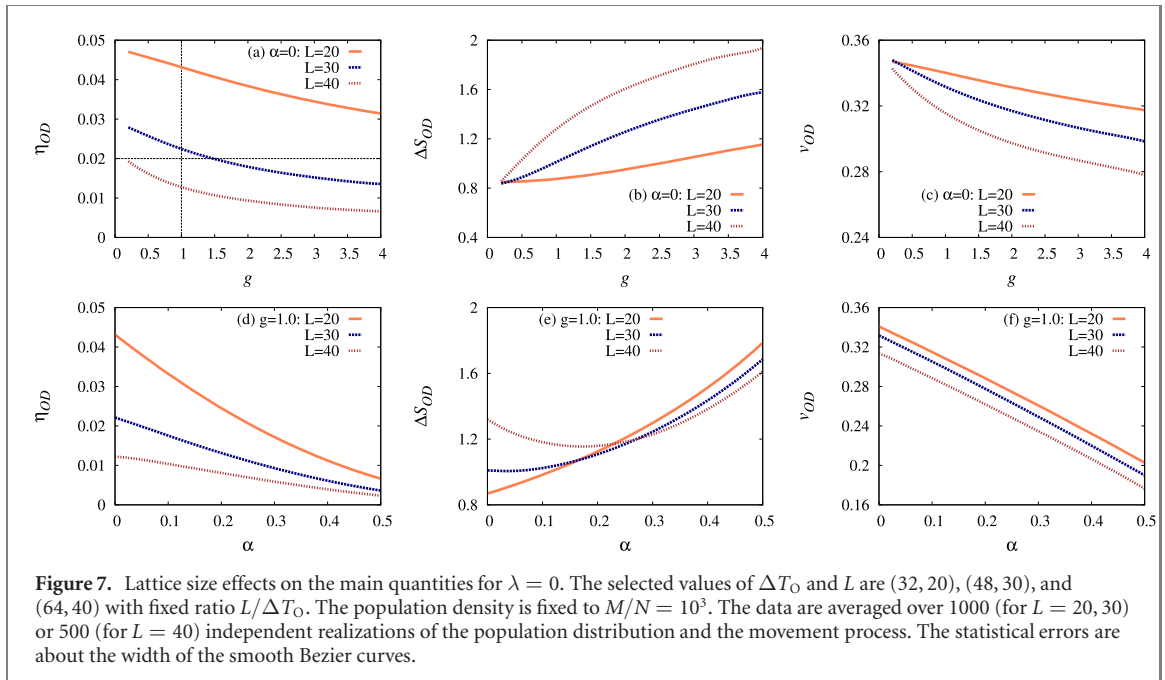 0.05
0.04
0.03
0.02
0.01
0
η_OD
(a) α=0: L=20
L=30
L=40
0 0.5 1 1.5 2 2.5 3 3.5 4
g
2
1.6
1.2
0.8
0.4
ΔS_OD
(b) α=0: L=20
L=30
L=40
0 0.5 1 1.5 2 2.5 3 3.5 4
g
0.36
0.32
0.28
0.24
v_OD
(c) α=0: L=20
L=30
L=40
0 0.5 1 1.5 2 2.5 3 3.5 4
g
0.05
0.04
0.03
0.02
0.01
0
η_OD
(d) g=1.0: L=20
L=30
L=40
0 0.1 0.2 0.3 0.4 0.5
α
2
1.6
1.2
0.8
ΔS_OD
(e) g=1.0: L=20
L=30
L=40
0 0.1 0.2 0.3 0.4 0.5
α
0.36
0.32
0.28
0.24
0.2
0.16
v_OD
(f) g=1.0: L=20
L=30
L=40
0 0.1 0.2 0.3 0.4 0.5
α
Figure 7. Lattice size effects on the main quantities for λ = 0. The selected values of ΔT_O and L are (32, 20), (48, 30), and
(64, 40) with fixed ratio L/ΔT_O. The population density is fixed to M/N = 10³. The data are averaged over 1000 (for L = 20, 30)
or 500 (for L = 40) independent realizations of the population distribution and the movement process. The statistical errors are
about the width of the smooth Bezier curves.